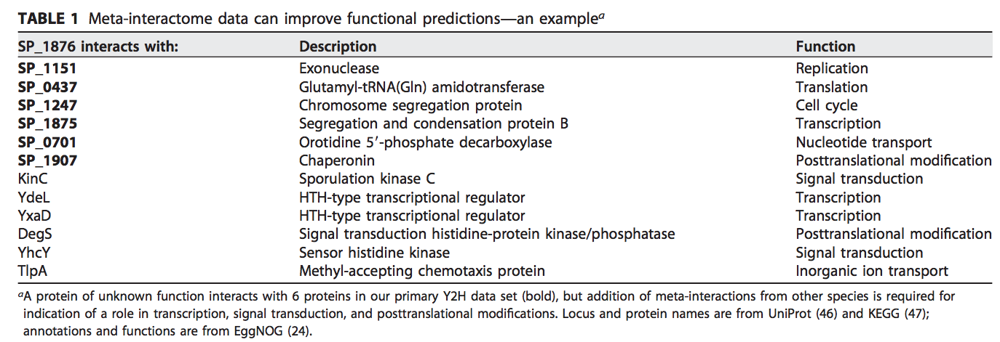 TABLE 1 Meta-interactome data can improve functional predictions—an exampleᵃ
SP_1876 interacts with: Description Function
SP_1151 Exonuclease Replication
SP_0437 Glutamyl-tRNA(Gln) amidotransferase Translation
SP_1247 Chromosome segregation protein Cell cycle
SP_1875 Segregation and condensation protein B Transcription
SP_0701 Orotidine 5′-phosphate decarboxylase Nucleotide transport
SP_1907 Chaperonin Posttranslational modification
KinC Sporulation kinase C Signal transduction
YdeL HTH-type transcriptional regulator Transcription
YxaD HTH-type transcriptional regulator Transcription
DegS Signal transduction histidine-protein kinase/phosphatase Posttranslational modification
YhcY Sensor histidine kinase Signal transduction
TlpA Methyl-accepting chemotaxis protein Inorganic ion transport
ᵃA protein of unknown function interacts with 6 proteins in our primary Y2H data set (bold), but addition of meta-interactions from other species is required for
indication of a role in transcription, signal transduction, and posttranslational modifications. Locus and protein names are from UniProt (46) and KEGG (47);
annotations and functions are from EggNOG (24).